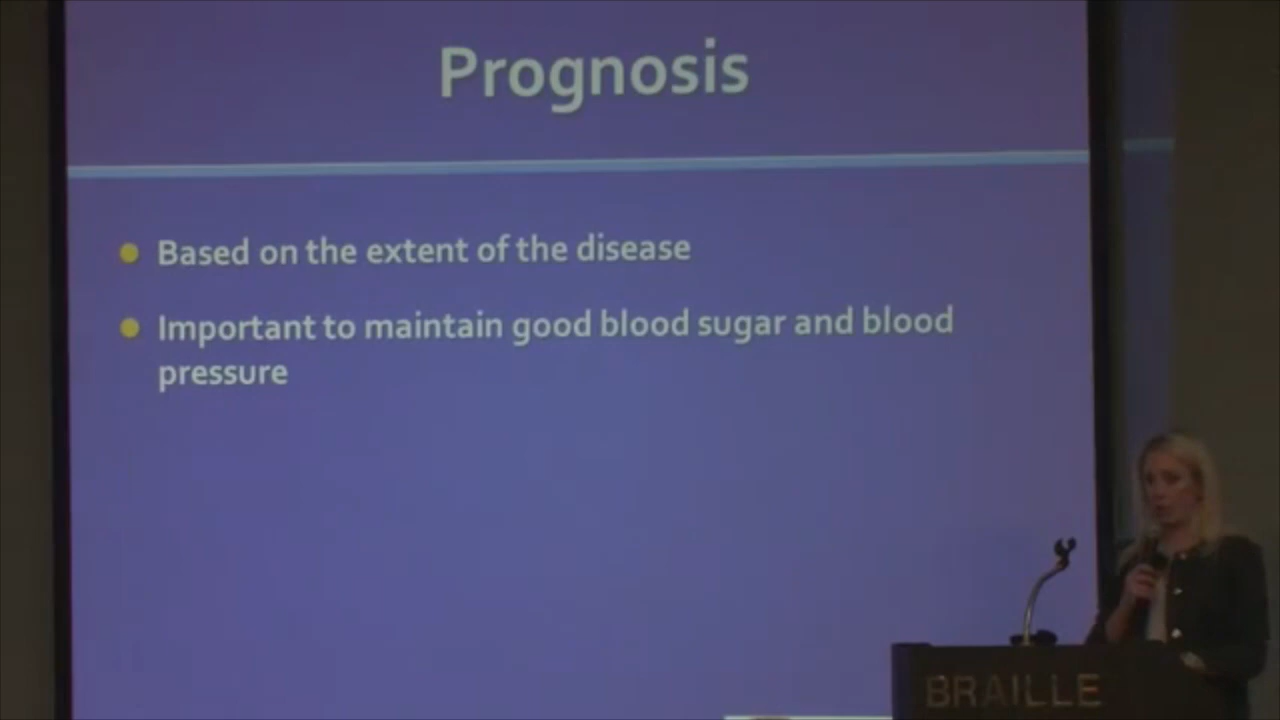 Prognosis
Based on the extent of the disease
Important to maintain good blood sugar and blood
pressure
BRAILLE